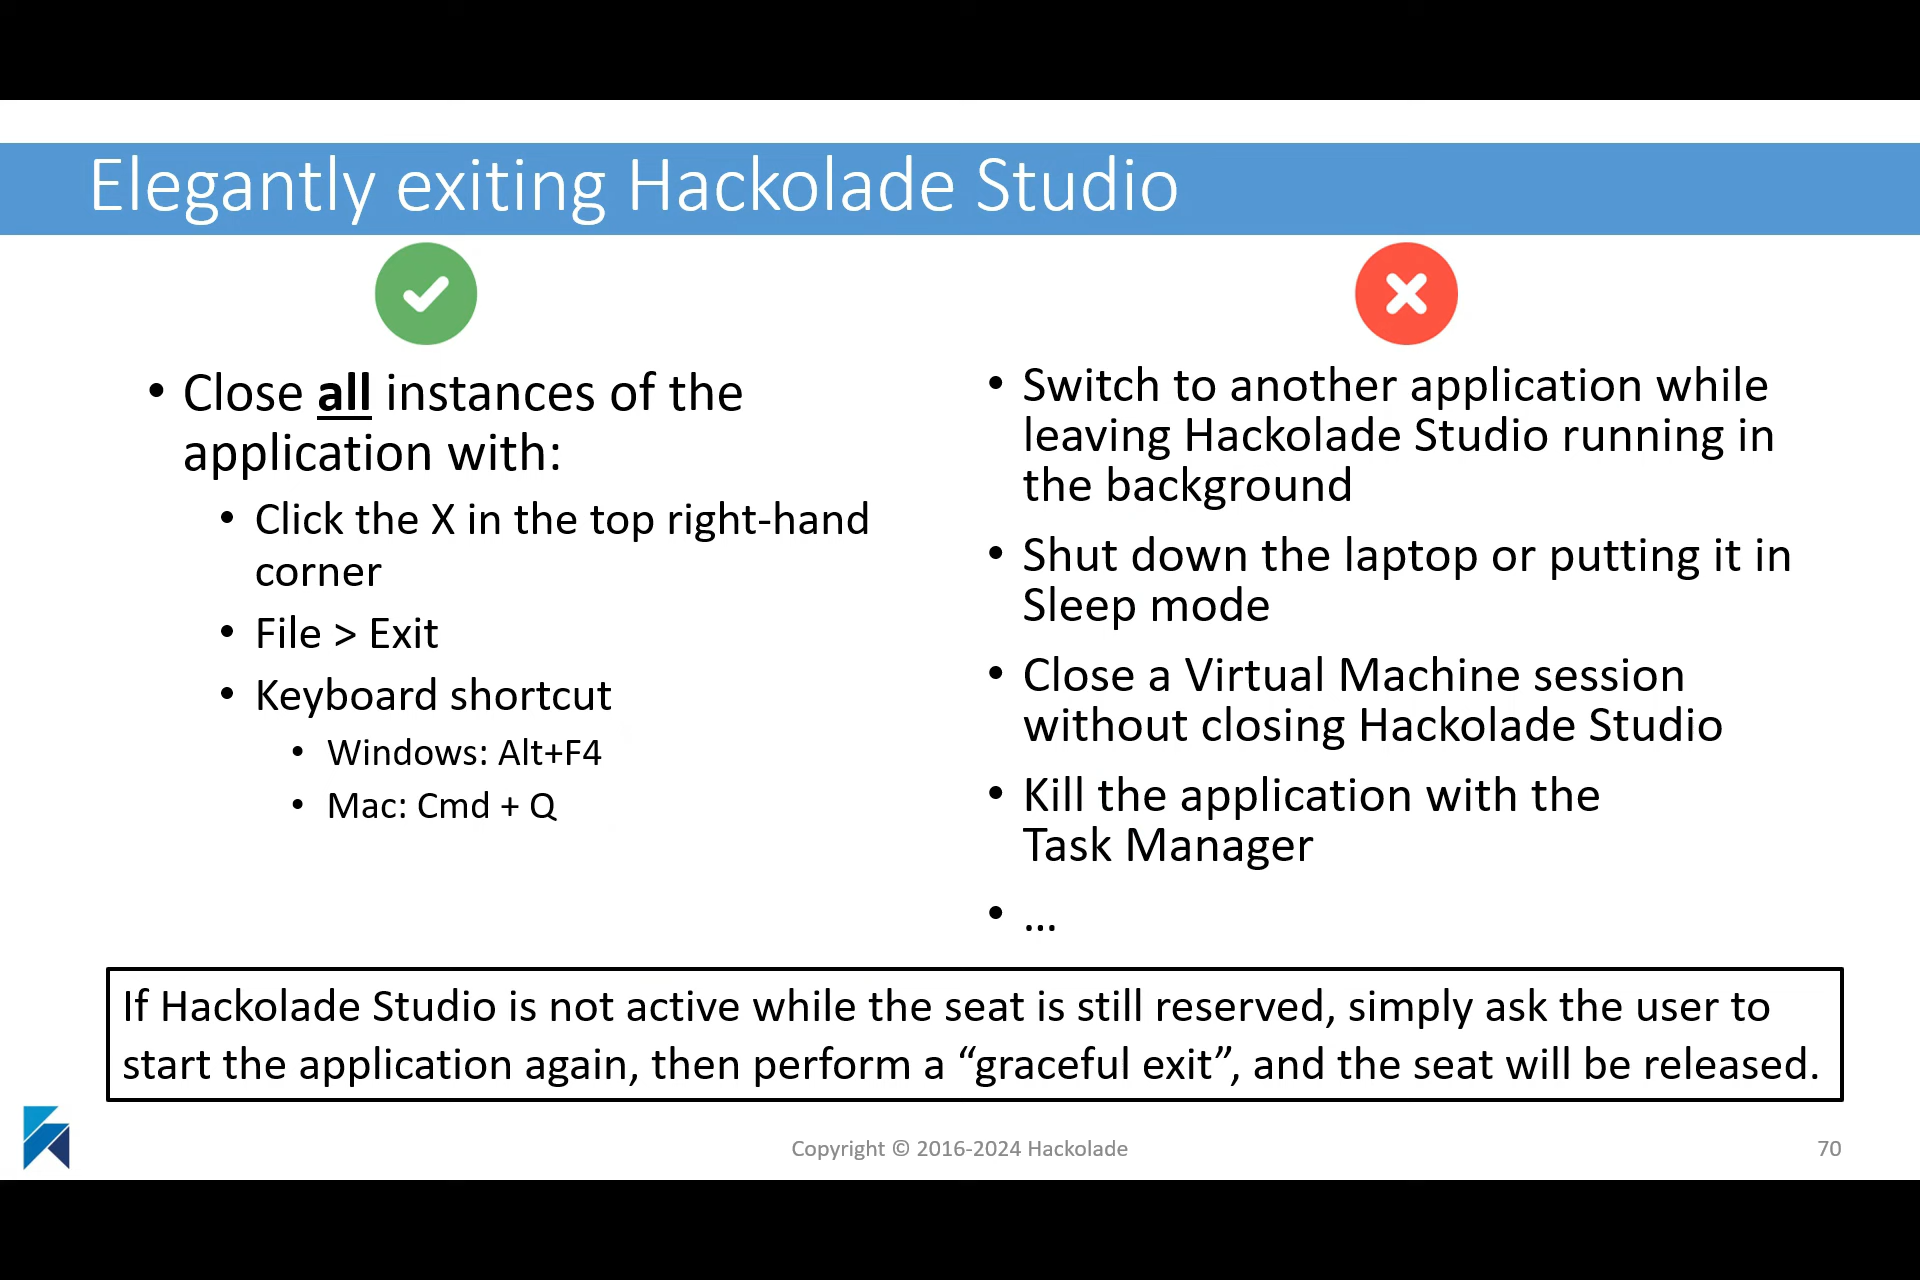 Elegantly exiting Hackolade Studio
• Close all instances of the
application with:
• Click the X in the top right-hand
corner
• File > Exit
• Keyboard shortcut
• Windows: Alt+F4
• Mac: Cmd + Q
• Switch to another application while
leaving Hackolade Studio running in
the background
• Shut down the laptop or putting it in
Sleep mode
• Close a Virtual Machine session
without closing Hackolade Studio
• Kill the application with the
Task Manager
• ...
If Hackolade Studio is not active while the seat is still reserved, simply ask the user to
start the application again, then perform a “graceful exit”, and the seat will be released.
Copyright © 2016-2024 Hackolade
70